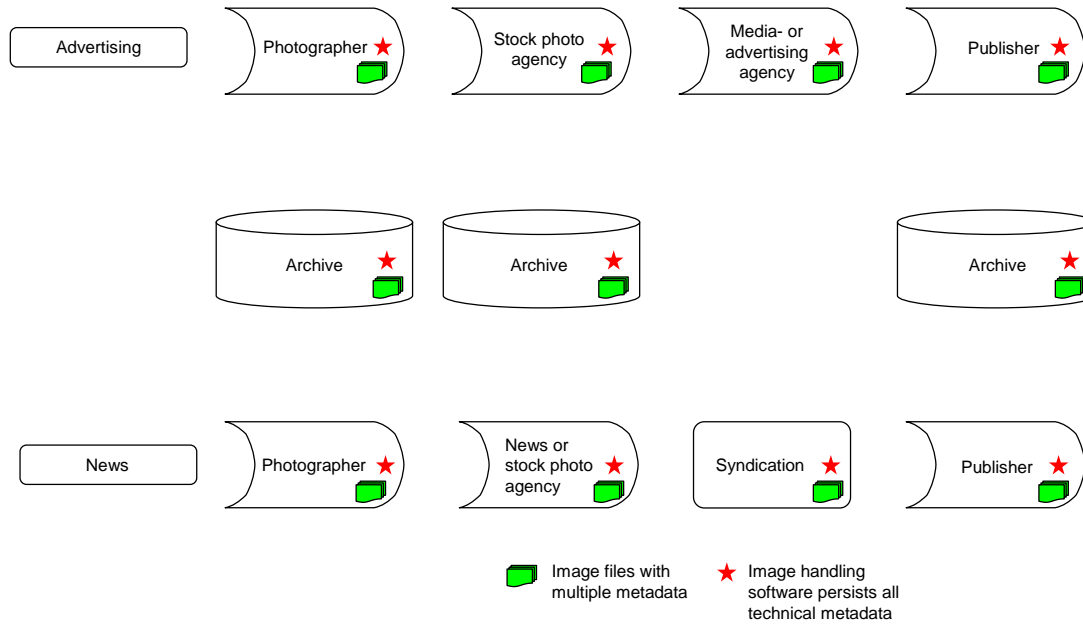 Advertising
Photographer
Stock photo
agency
Media- or
advertising
agency
Publisher
Archive
Archive
Archive
News
Photographer
News or
stock photo
agency
Syndication
Publisher
Image files with
multiple metadata
Image handling
software persists all
technical metadata